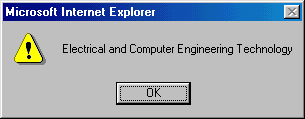 Microsoft Internet Explorer
Electrical and Computer Engineering Technology
OK